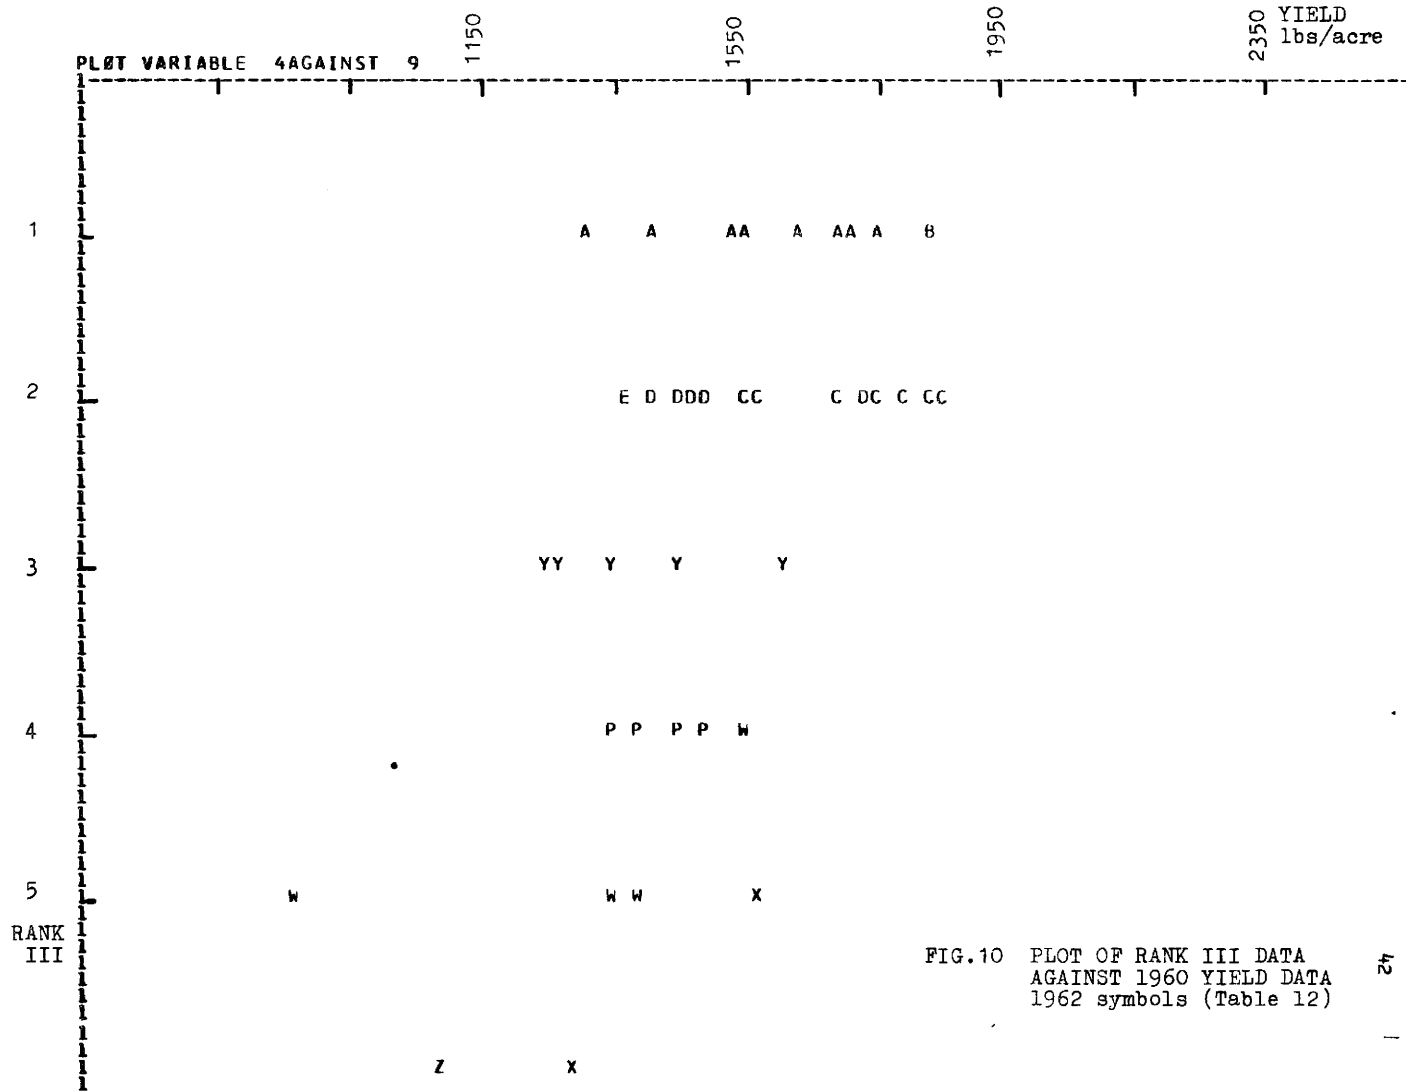 1150 1550 1950 2350 YIELD
lbs/acre
PLØT VARIABLE 4AGAINST 9
1 A A AA A AA A B
2 E D DDD CC C DC C CC
3 YY Y Y Y
4 P P P P W
5 W W W X
RANK
III
FIG.10 PLOT OF RANK III DATA
AGAINST 1960 YIELD DATA
1962 symbols (Table 12)
42
Z X